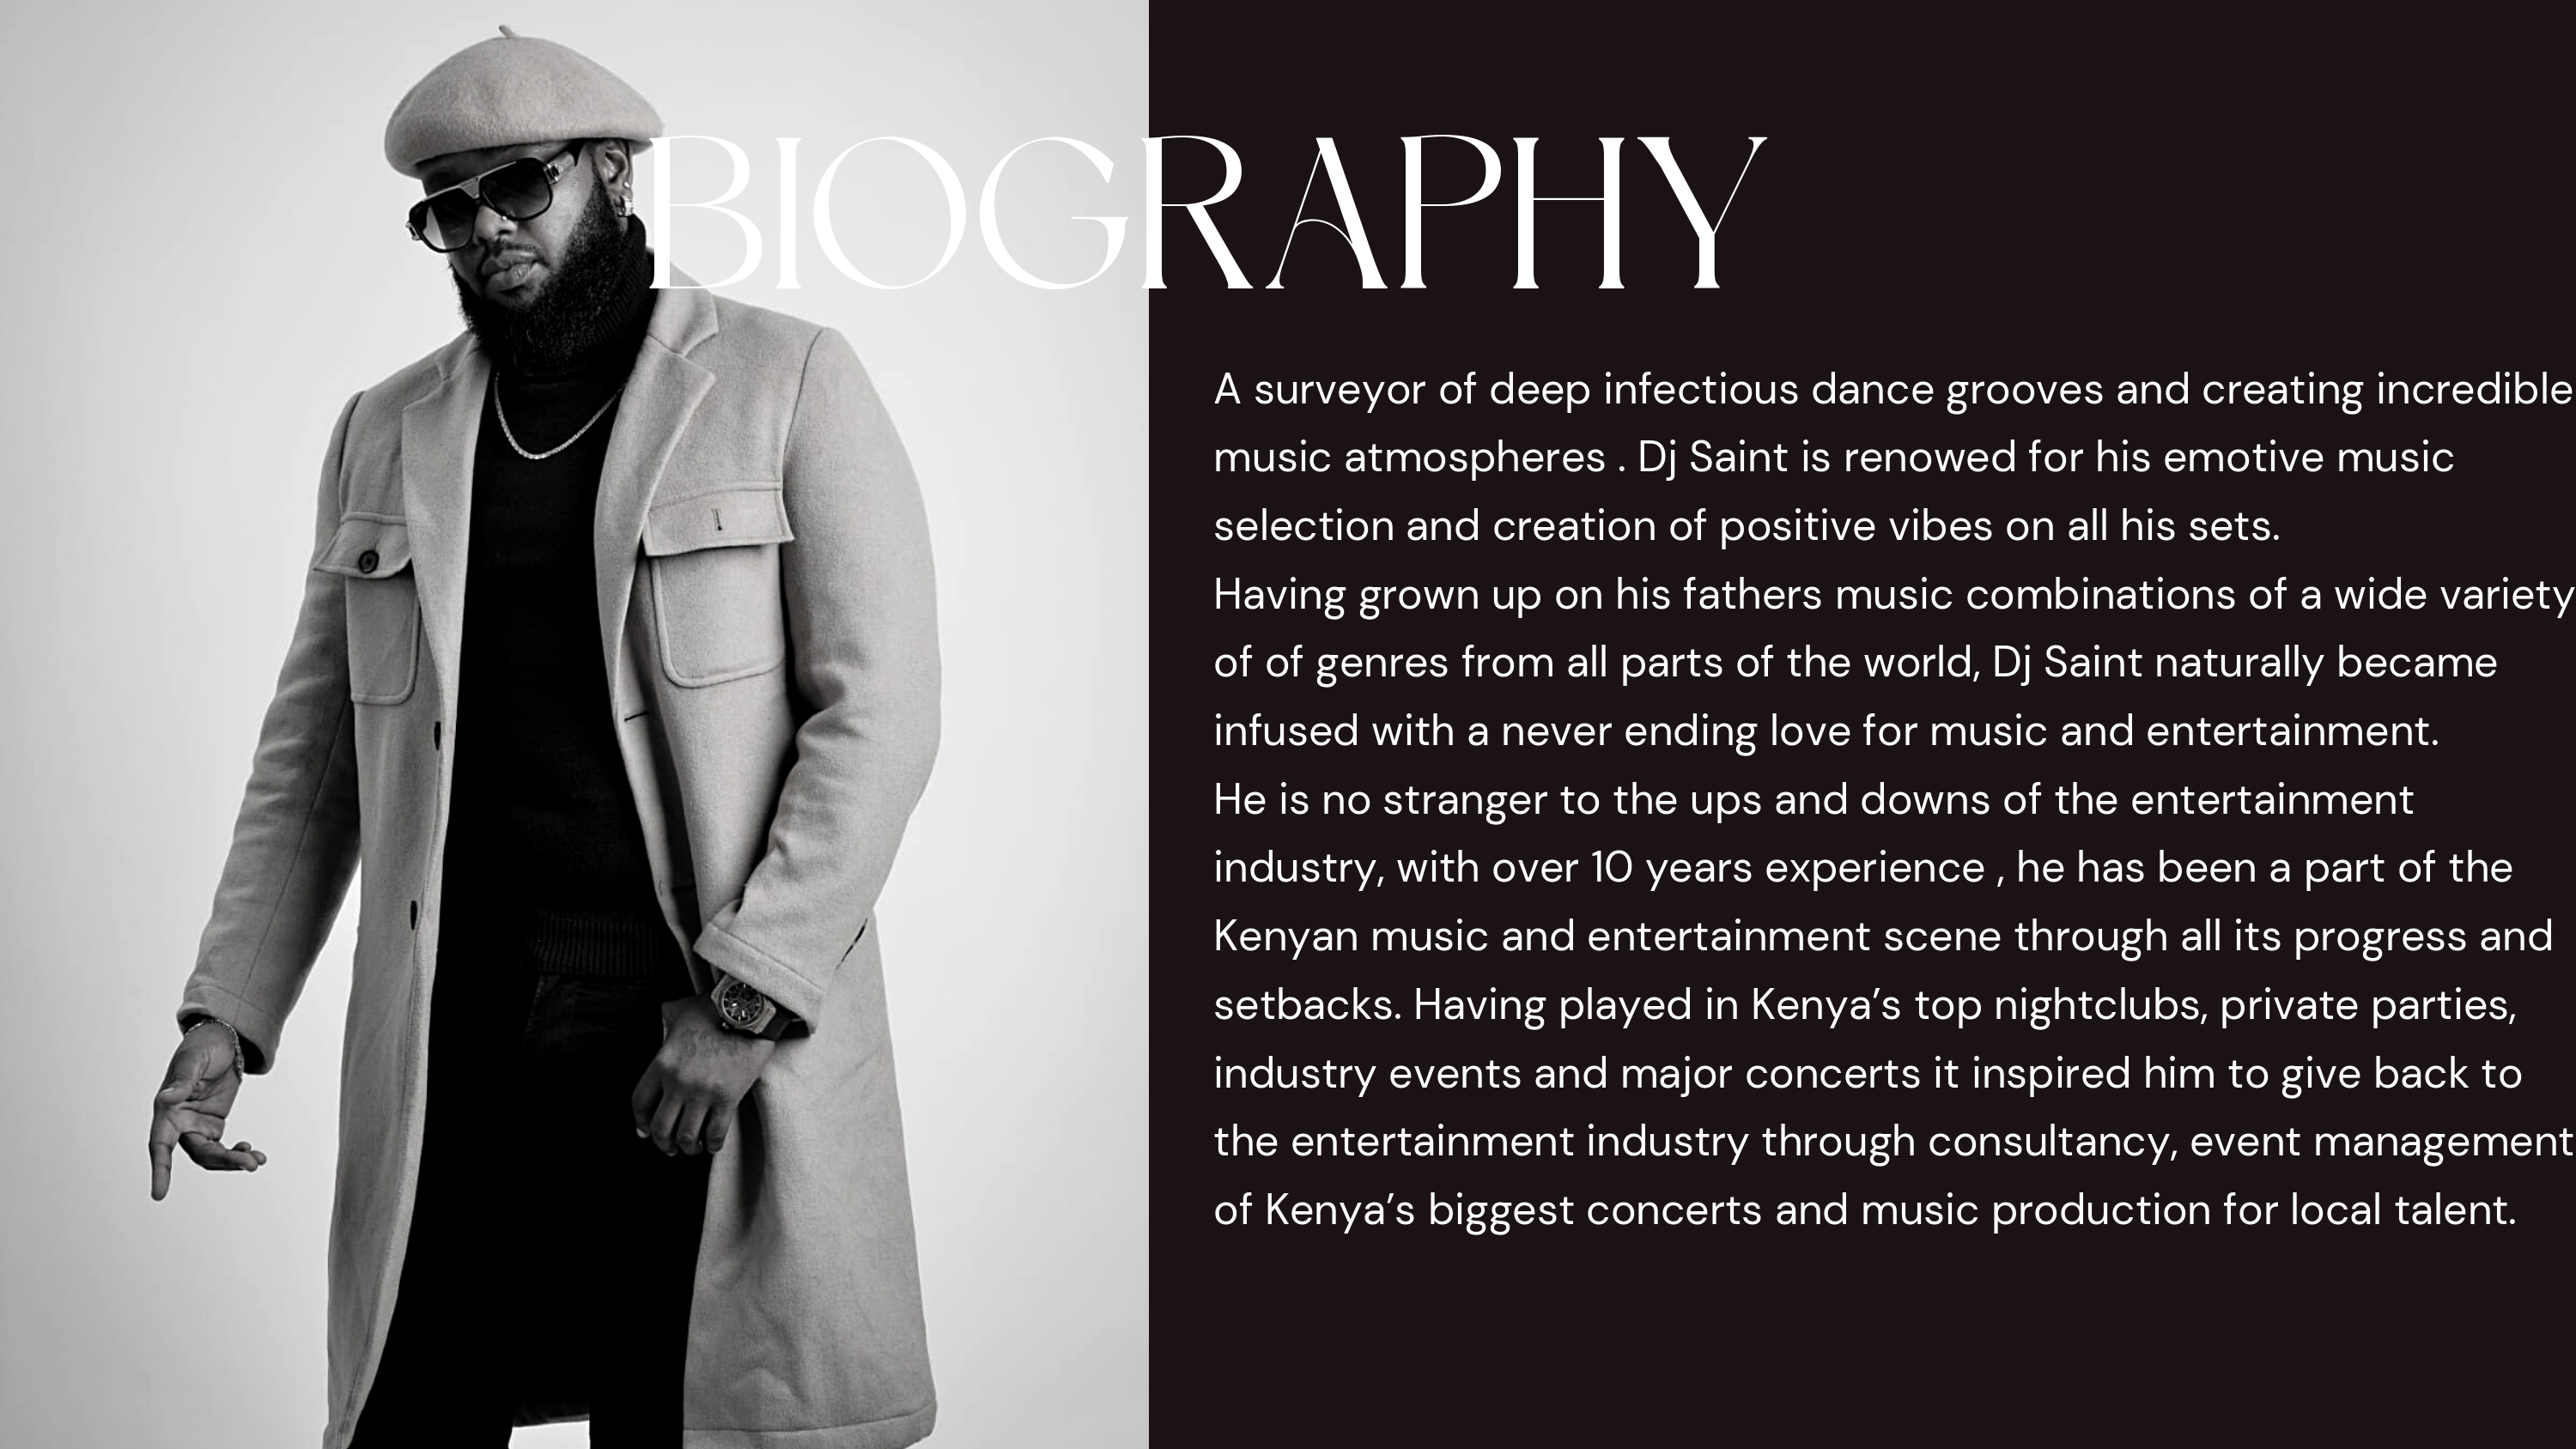 BIOGRAPHY
A surveyor of deep infectious dance grooves and creating incredible
music atmospheres . Dj Saint is renowed for his emotive music
selection and creation of positive vibes on all his sets.
Having grown up on his fathers music combinations of a wide variety
of of genres from all parts of the world, Dj Saint naturally became
infused with a never ending love for music and entertainment.
He is no stranger to the ups and downs of the entertainment
industry, with over 10 years experience , he has been a part of the
Kenyan music and entertainment scene through all its progress and
setbacks. Having played in Kenya’s top nightclubs, private parties,
industry events and major concerts it inspired him to give back to
the entertainment industry through consultancy, event management
of Kenya’s biggest concerts and music production for local talent.